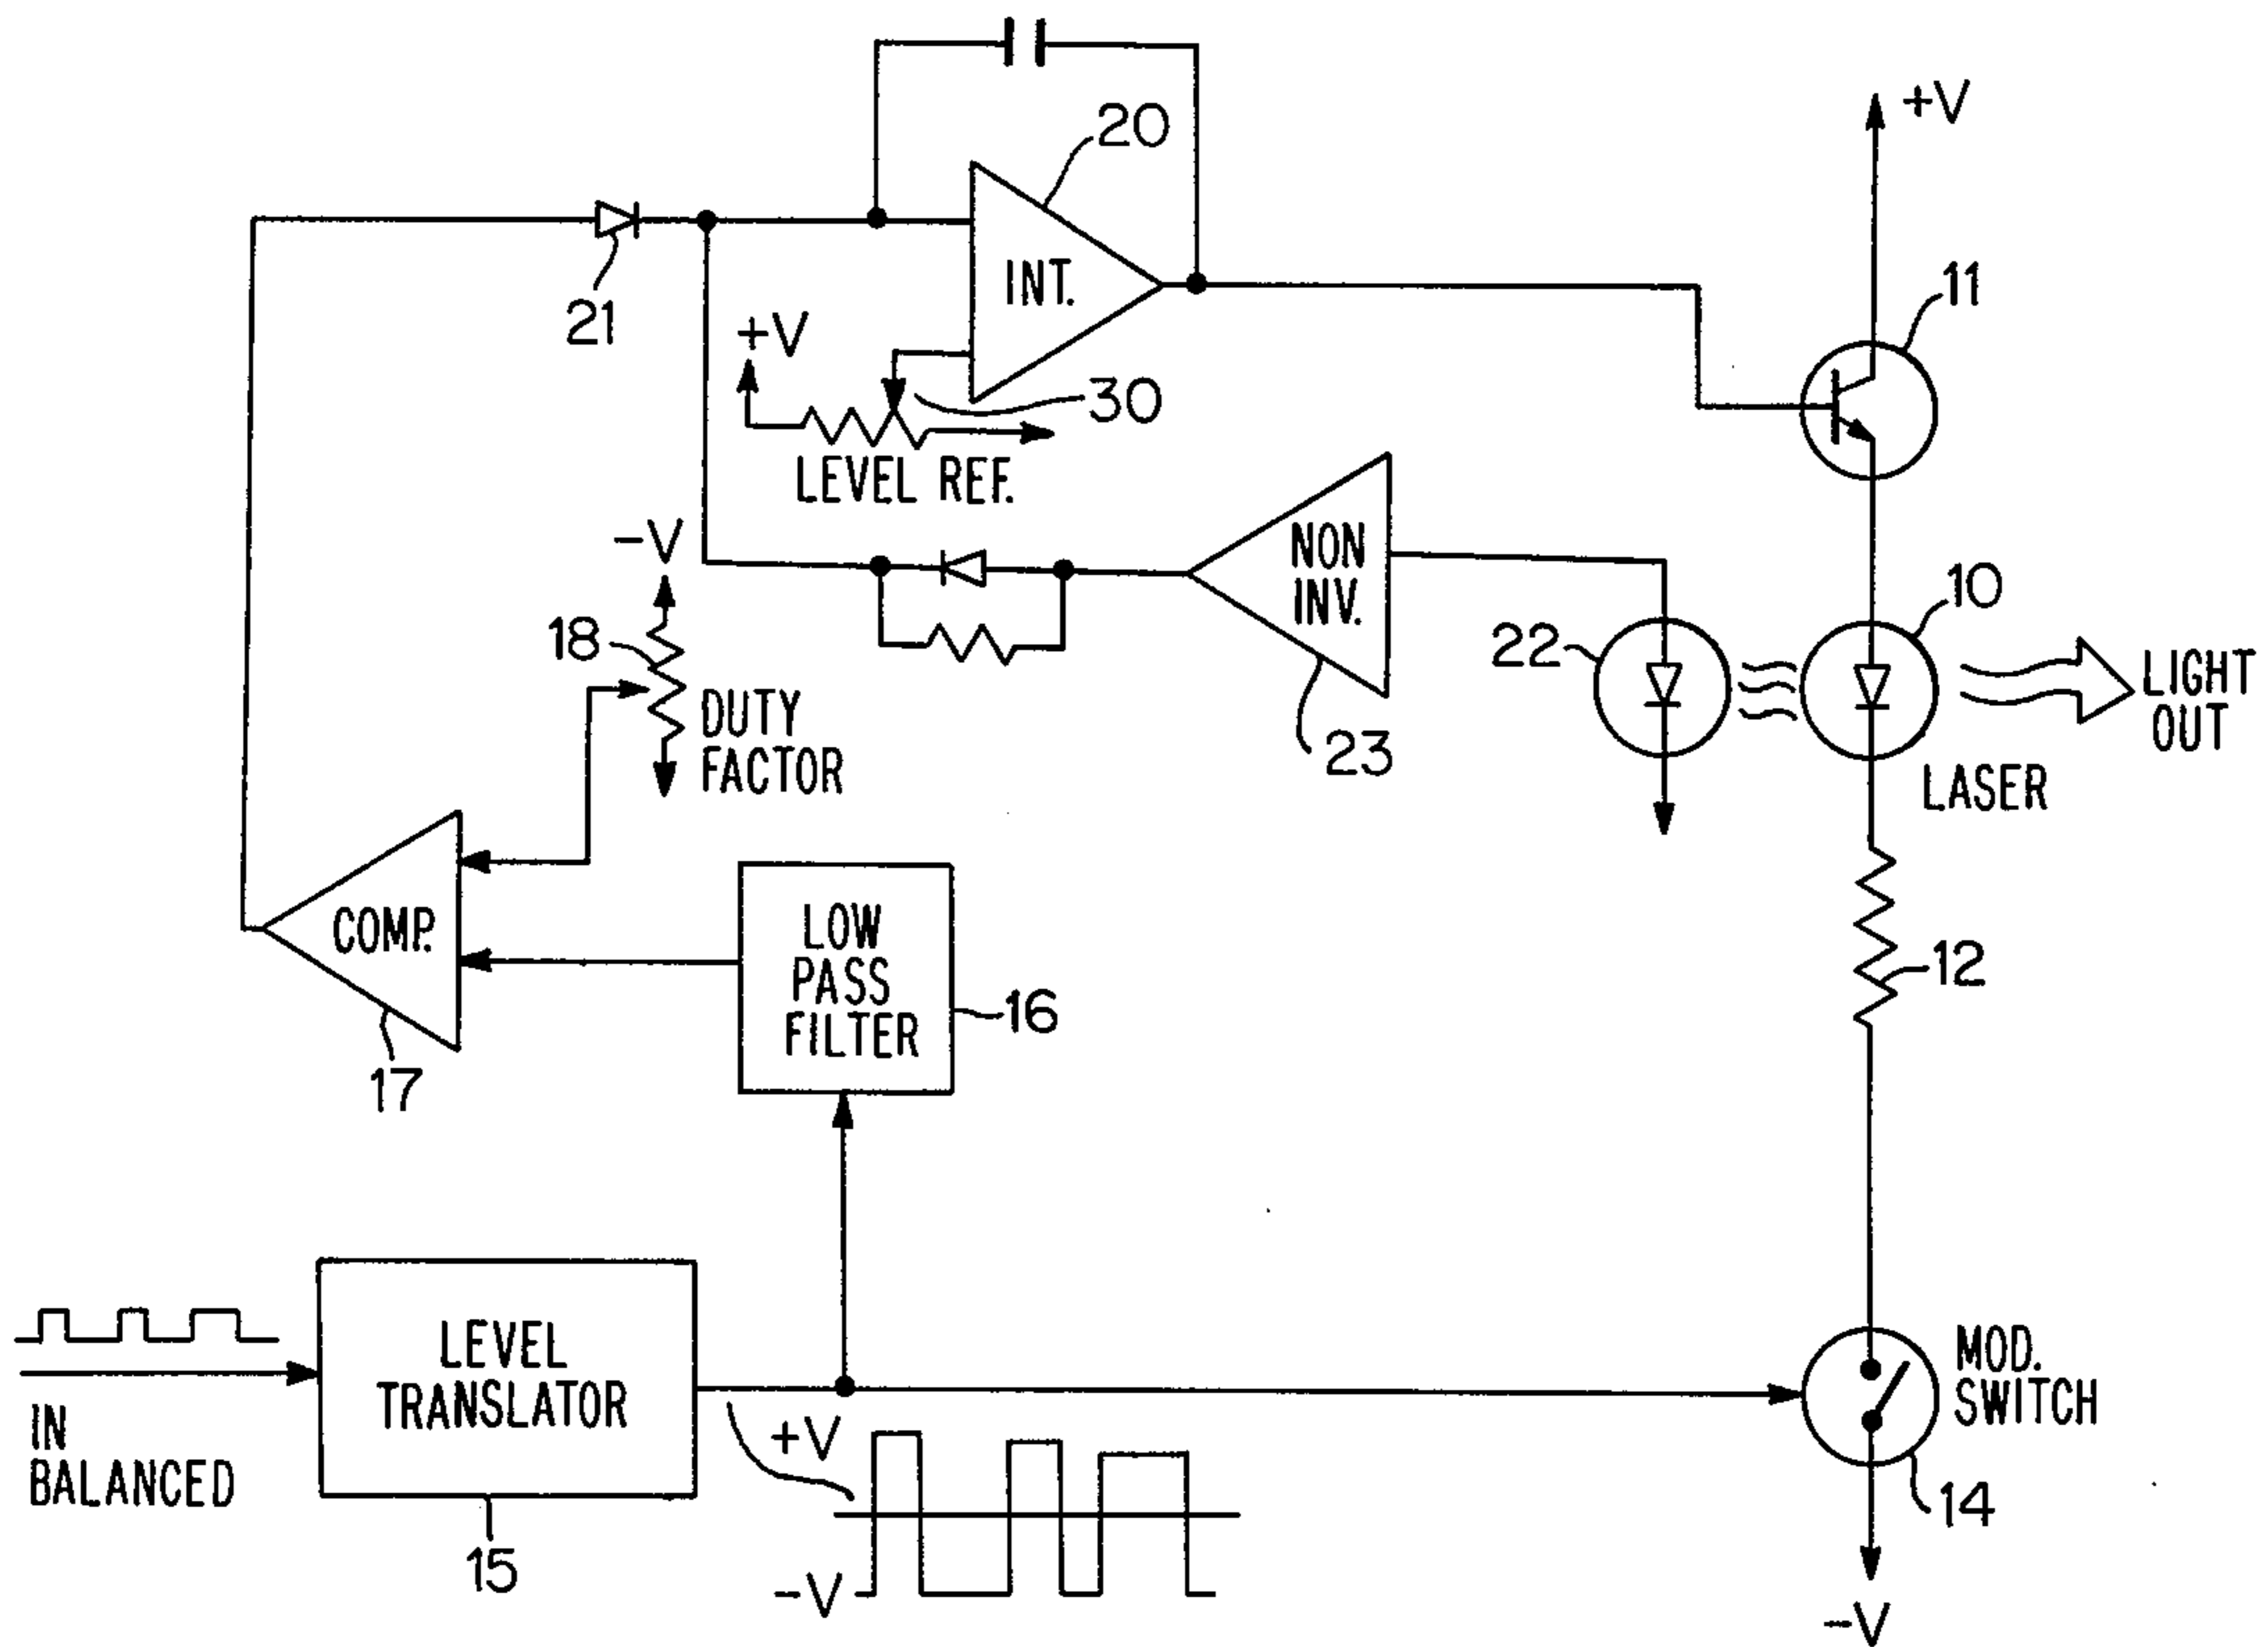 20
+V
INT.
21
11
+V
30
LEVEL REF.
-V
NON
INV.
10
18
22
DUTY
FACTOR
LIGHT
OUT
23
LASER
COMP.
LOW
PASS
FILTER
12
16
17
LEVEL
TRANSLATOR
MOD.
SWITCH
IN
BALANCED
+V
14
15
-V
-V